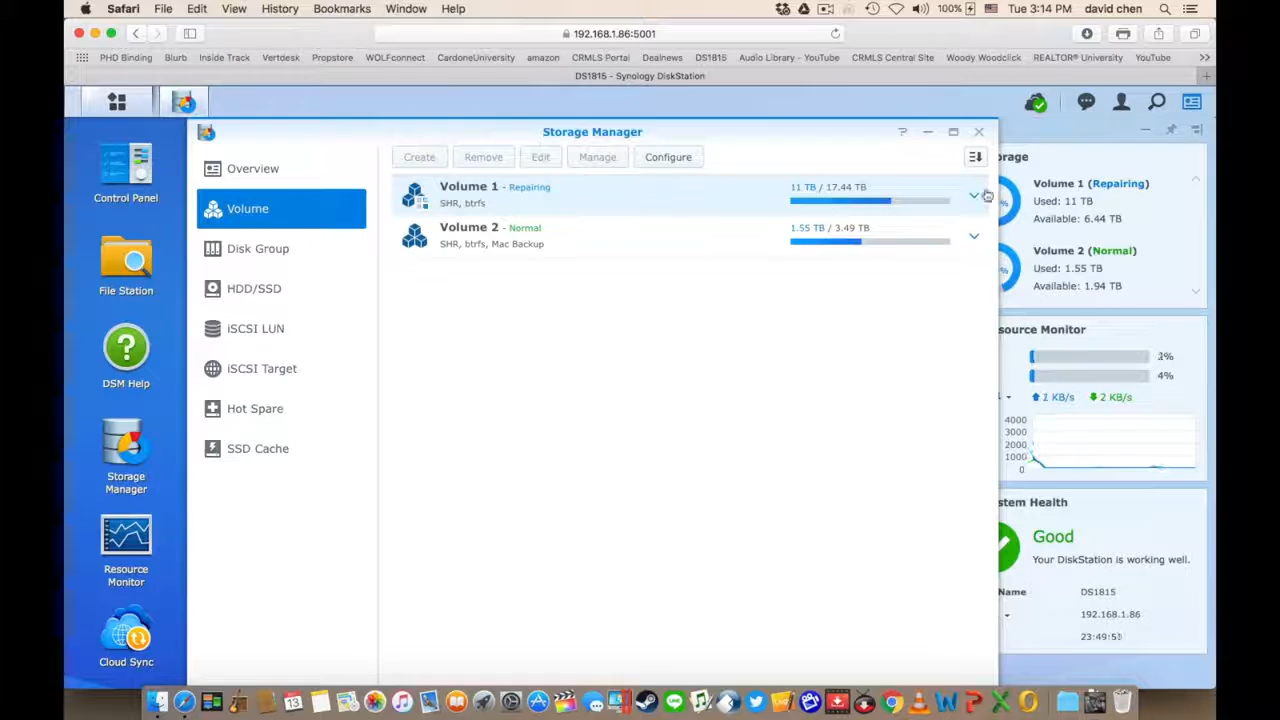 Safari File Edit View History Bookmarks Window Help 100% Tue 3:14 PM david chen
192.168.1.86:5001
PHD Binding Blurb Inside Track Vertdesk Propstore WOLFconnect CardoneUniversity amazon CRMLS Portal Dealnews DS1815 Audio Library - YouTube CRMLS Central Site Woody Woodclick REALTOR® University YouTube
DS1815 - Synology DiskStation
Storage Manager
Control Panel
File Station
DSM Help
Storage
Manager
Resource
Monitor
Cloud Sync
Overview
Volume
Disk Group
HDD/SSD
iSCSI LUN
iSCSI Target
Hot Spare
SSD Cache
Create Remove Edit Manage Configure
Volume 1 - Repairing
SHR, btrfs
11 TB / 17.44 TB
Volume 2 - Normal
SHR, btrfs, Mac Backup
1.55 TB / 3.49 TB
orage
Volume 1 (Repairing)
Used: 11 TB
Available: 6.44 TB
Volume 2 (Normal)
Used: 1.55 TB
Available: 1.94 TB
source Monitor
4%
2 KB/s
4000
3000
2000
1000
0
stem Health
Good
Your DiskStation is working well.
Name DS1815
192.168.1.86
13